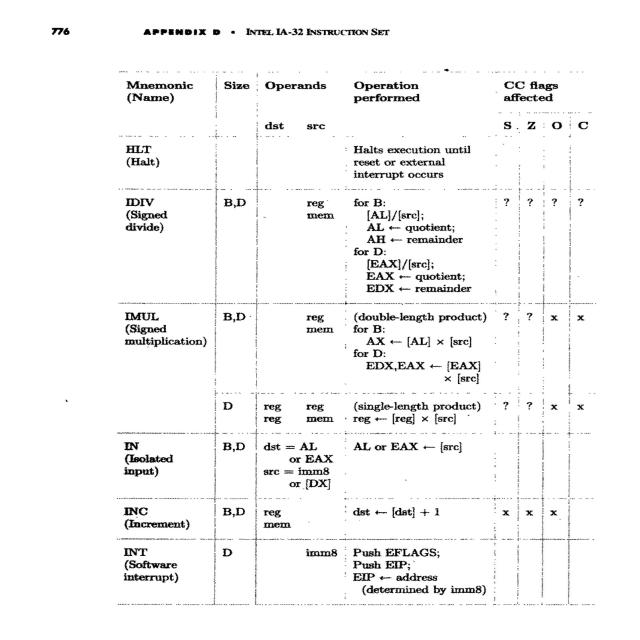 776 APPENDIX D • INTEL IA-32 INSTRUCTION SET
Mnemonic Size Operands Operation CC flags
(Name) performed affected
dst src S Z O C
HLT Halts execution until
(Halt) reset or external
interrupt occurs
IDIV B,D reg for B: ? ? ? ?
(Signed mem [AL]/[src];
divide) AL ← quotient;
AH ← remainder
for D:
[EAX]/[src];
EAX ← quotient;
EDX ← remainder
IMUL B,D reg (double-length product) ? ? x x
(Signed mem for B:
multiplication) AX ← [AL] × [src]
for D:
EDX,EAX ← [EAX]
× [src]
D reg reg (single-length product) ? ? x x
reg mem reg ← [reg] × [src]
IN B,D dst = AL AL or EAX ← [src]
(Isolated or EAX
input) src = imm8
or [DX]
INC B,D reg dst ← [dst] + 1 x x x
(Increment) mem
INT D imm8 Push EFLAGS;
(Software Push EIP;
interrupt) EIP ← address
(determined by imm8)